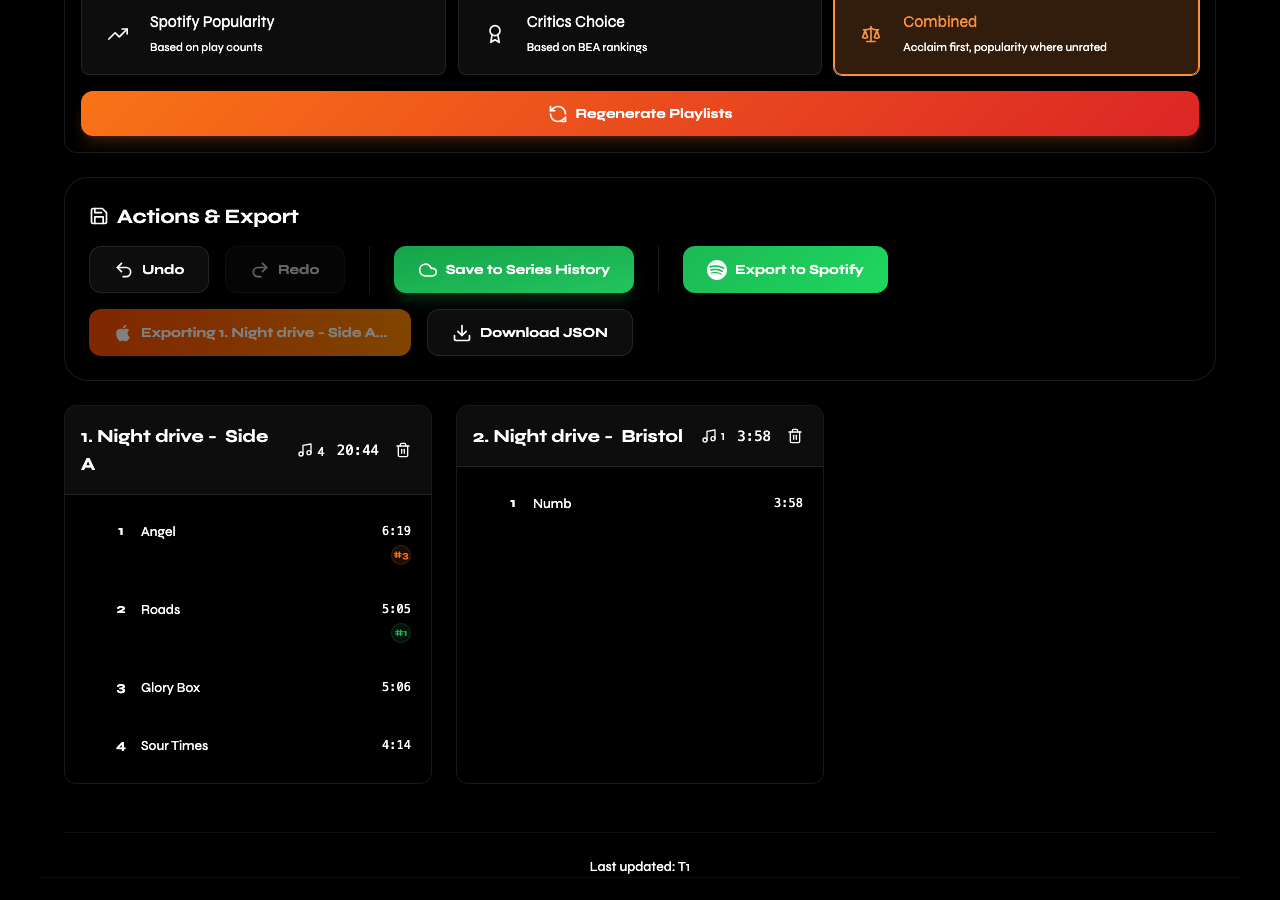 Spotify Popularity
Based on play counts
Critics Choice
Based on BEA rankings
Combined
Acclaim first, popularity where unrated
Regenerate Playlists
Actions & Export
Undo
Redo
Save to Series History
Export to Spotify
Exporting 1. Night drive - Side A...
Download JSON
1. Night drive - Side
A
4 20:44
1 Angel 6:19
#3
2 Roads 5:05
#1
3 Glory Box 5:06
4 Sour Times 4:14
2. Night drive - Bristol 1 3:58
1 Numb 3:58
Last updated: T1